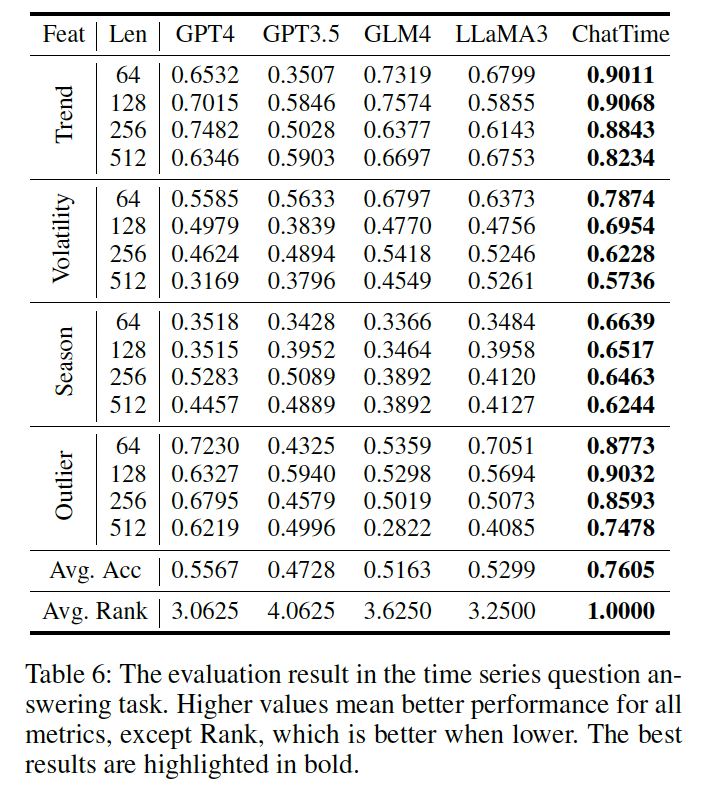 Feat Len GPT4 GPT3.5 GLM4 LLaMA3 ChatTime
Trend
64 0.6532 0.3507 0.7319 0.6799 0.9011
128 0.7015 0.5846 0.7574 0.5855 0.9068
256 0.7482 0.5028 0.6377 0.6143 0.8843
512 0.6346 0.5903 0.6697 0.6753 0.8234
Volatility
64 0.5585 0.5633 0.6797 0.6373 0.7874
128 0.4979 0.3839 0.4770 0.4756 0.6954
256 0.4624 0.4894 0.5418 0.5246 0.6228
512 0.3169 0.3796 0.4549 0.5261 0.5736
Season
64 0.3518 0.3428 0.3366 0.3484 0.6639
128 0.3515 0.3952 0.3464 0.3958 0.6517
256 0.5283 0.5089 0.3892 0.4120 0.6463
512 0.4457 0.4889 0.3892 0.4127 0.6244
Outlier
64 0.7230 0.4325 0.5359 0.7051 0.8773
128 0.6327 0.5940 0.5298 0.5694 0.9032
256 0.6795 0.4579 0.5019 0.5073 0.8593
512 0.6219 0.4996 0.2822 0.4085 0.7478
Avg. Acc 0.5567 0.4728 0.5163 0.5299 0.7605
Avg. Rank 3.0625 4.0625 3.6250 3.2500 1.0000
Table 6: The evaluation result in the time series question an-
swering task. Higher values mean better performance for all
metrics, except Rank, which is better when lower. The best
results are highlighted in bold.